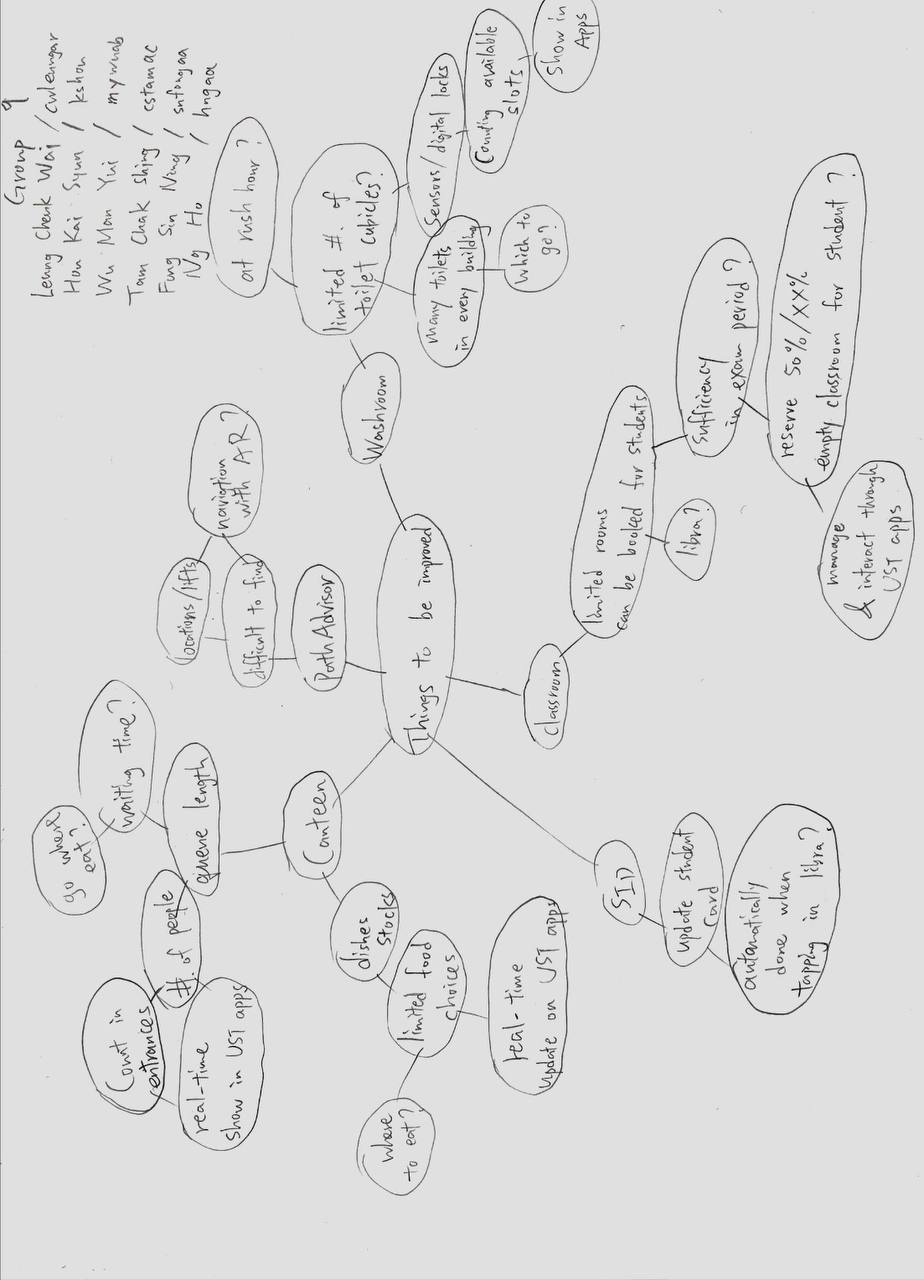 Group 9
Leung Cheuk Wai / cwleungar
Hon Kai Syun / kshon
Wu Man Yui / mywuab
Tam Chak Shing / cstamac
Fung Sin Ning / snfungaa
Ng Ho / hngaa
go where
eat?
waiting time?
Count in
entrances
#. of people
real-time
show in UST apps
queue length
Canteen
dishes
stocks
where
to eat?
limited food
choices
real-time
update on UST apps
locations/lifts
navigtion
with AR?
difficult to find
Path Advisor
Things to be improved
Washroom
at rush hour?
limited #. of
toilet cubicles?
many toilets
in every building
which to
go?
Sensors/digital locks
Counting available
slots
Show in
Apps
Classroom
limited rooms
can be booked for students
libra?
Sufficiency
in exam period?
reserve 50%/XX%
empty classroom for student?
manage
& interact through
UST apps
SID
update student
Card
automatically
done when
tapping in libra?